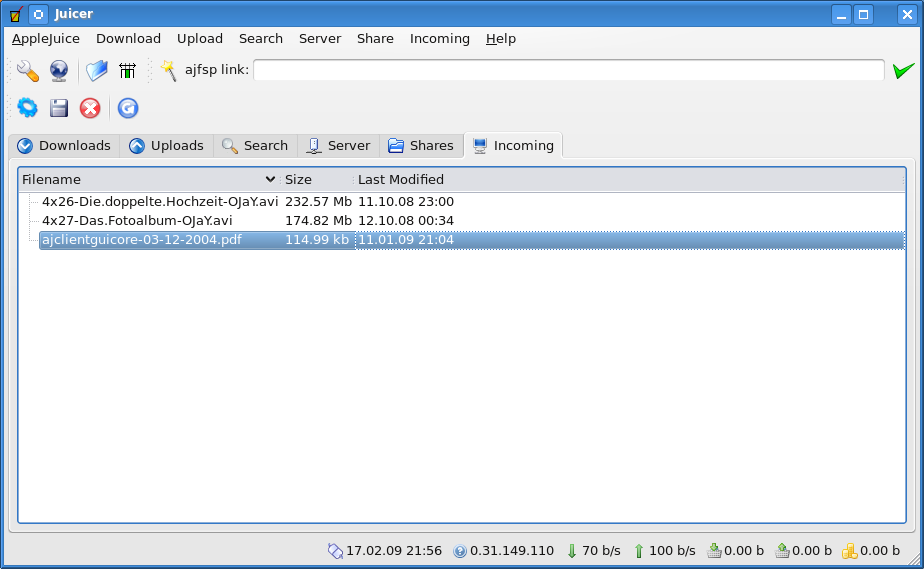 Juicer
AppleJuice Download Upload Search Server Share Incoming Help
ajfsp link:
Downloads Uploads Search Server Shares Incoming
Filename Size Last Modified
4x26-Die.doppelte.Hochzeit-OJaY.avi 232.57 Mb 11.10.08 23:00
4x27-Das.Fotoalbum-OJaY.avi 174.82 Mb 12.10.08 00:34
ajclientguicore-03-12-2004.pdf 114.99 kb 11.01.09 21:04
17.02.09 21:56 0.31.149.110 70 b/s 100 b/s 0.00 b 0.00 b 0.00 b